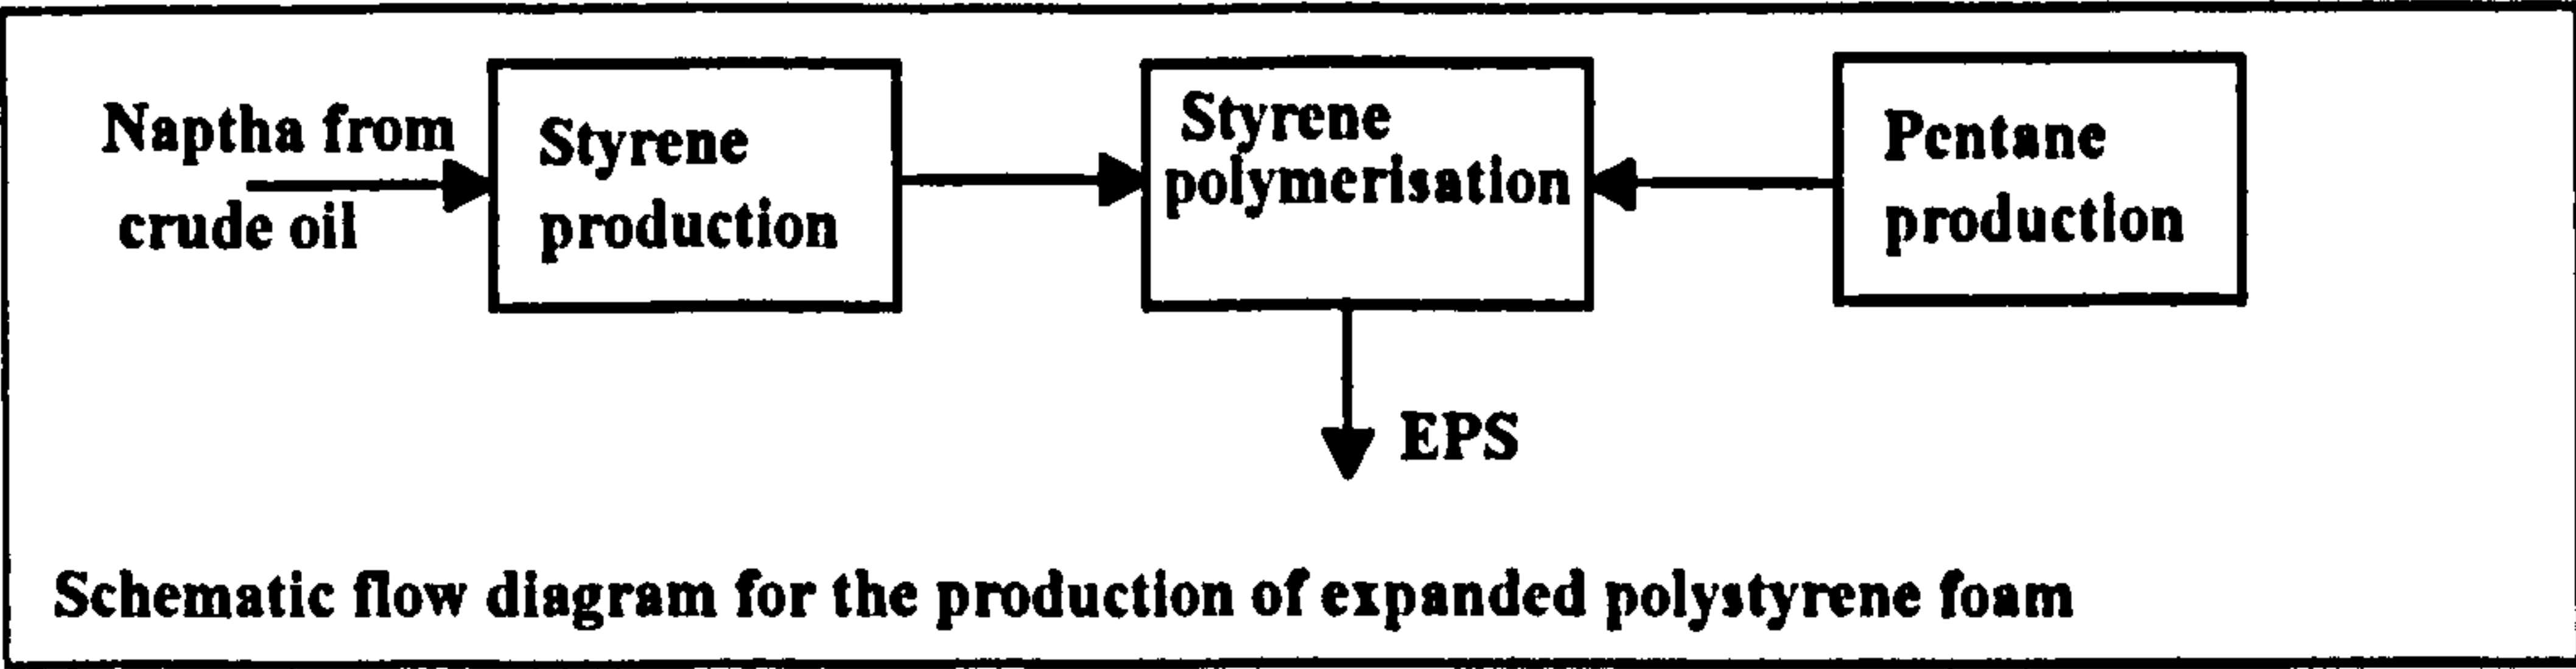 Naptha from
crude oil
Styrene
production
Styrene
polymerisation
Pentane
production
EPS
Schematic flow diagram for the production of expanded polystyrene foam